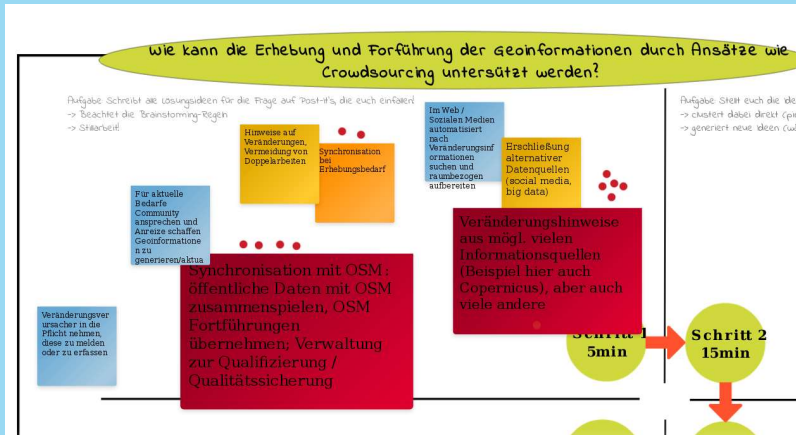 Wie kann die Erhebung und Forführung der Geoinformationen durch Ansätze wie
Crowdsourcing untersützt werden?
Aufgabe Schreibt alle Lösungsideen für die Frage auf Post-it's, die euch einfallen!
-> Beachtet die Brainstorming-Regeln
-> Stillarbeit!
Aufgabe Stellt euch die Ide
-> clustert dabei direkt (pi
-> generiert neue Ideen (w
Hinweise auf
Veränderungen,
Vermeidung von
Doppelarbeiten
Synchronisation
bei
Erhebungsbedarf
Im Web /
Sozialen Medien
automatisiert
nach
Veränderungsinf
ormationen
suchen und
raumbezogen
aufbereiten
Erschließung
alternativer
Datenquellen
(social media,
big data)
Für aktuelle
Bedarfe
Community
ansprechen und
Anreize schaffen
Geoinformatione
n zu
generieren/aktua
Synchronisation mit OSM:
öffentliche Daten mit OSM
zusammenspielen, OSM
Fortführungen
übernehmen; Verwaltung
zur Qualifizierung /
Qualitätssicherung
Veränderungshinweise
aus mögl. vielen
Informationsquellen
(Beispiel hier auch
Copernicus), aber auch
viele andere
Veränderungsver
ursacher in die
Pflicht nehmen,
diese zu melden
oder zu erfassen
Schritt 1
5min
Schritt 2
15min